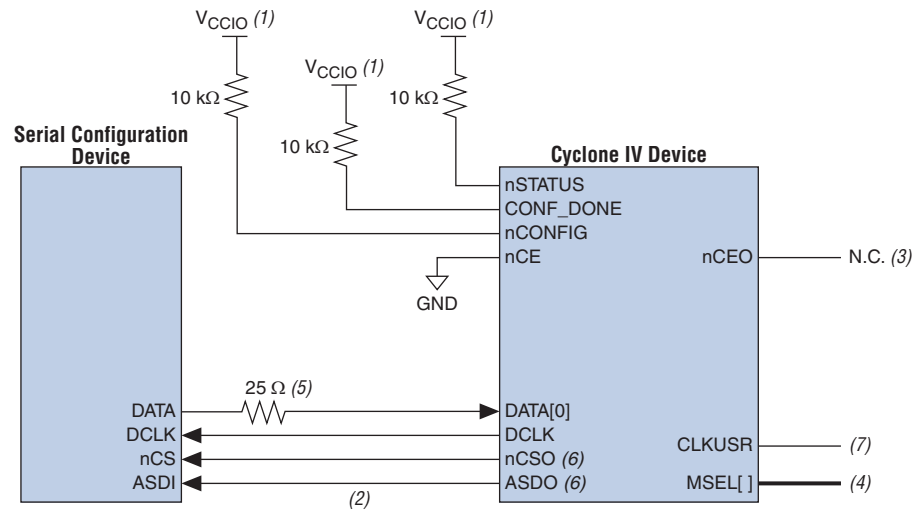 VCCIO (1)
VCCIO (1)
VCCIO (1)
10 kΩ
10 kΩ
10 kΩ
Serial Configuration
Device
Cyclone IV Device
nSTATUS
CONF_DONE
nCONFIG
nCE
nCEO
N.C. (3)
GND
25 Ω (5)
DATA
DATA[0]
DCLK
DCLK
CLKUSR
(7)
nCS
nCSO (6)
ASDI
(2)
ASDO (6)
MSEL[ ]
(4)